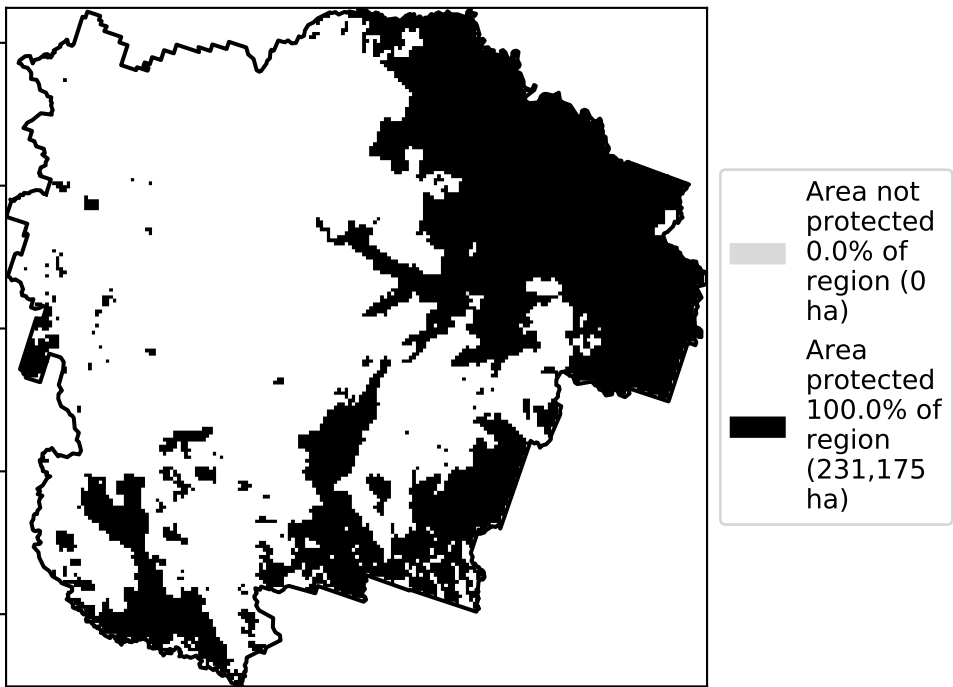 Area not
protected
0.0% of
region (0
ha)
Area
protected
100.0% of
region
(231,175
ha)